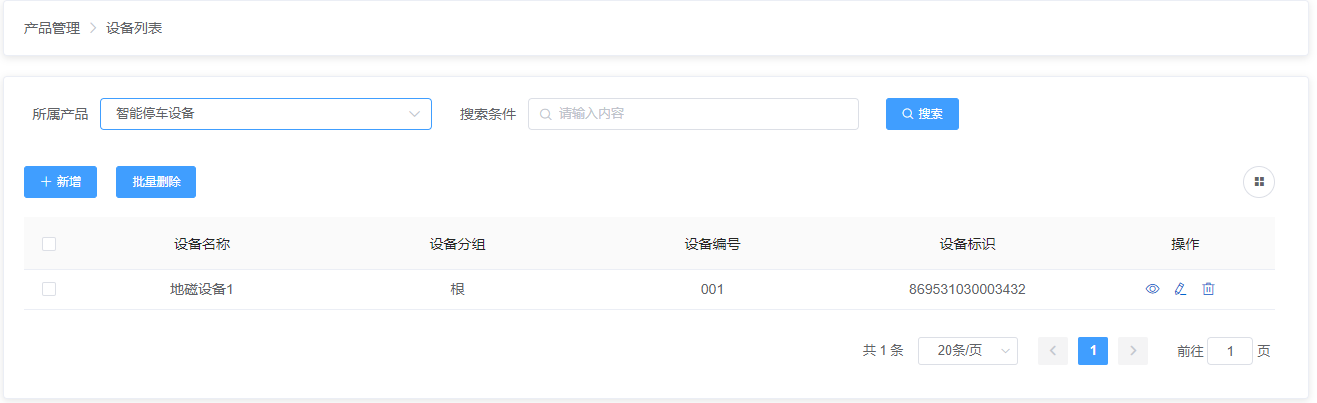 产品管理 > 设备列表
所属产品 智能停车设备 搜索条件 请输入内容 搜索
新增 批量删除
设备名称 设备分组 设备编号 设备标识 操作
地磁设备1 根 001 869531030003432
共 1 条 20条/页 1 前往 1 页